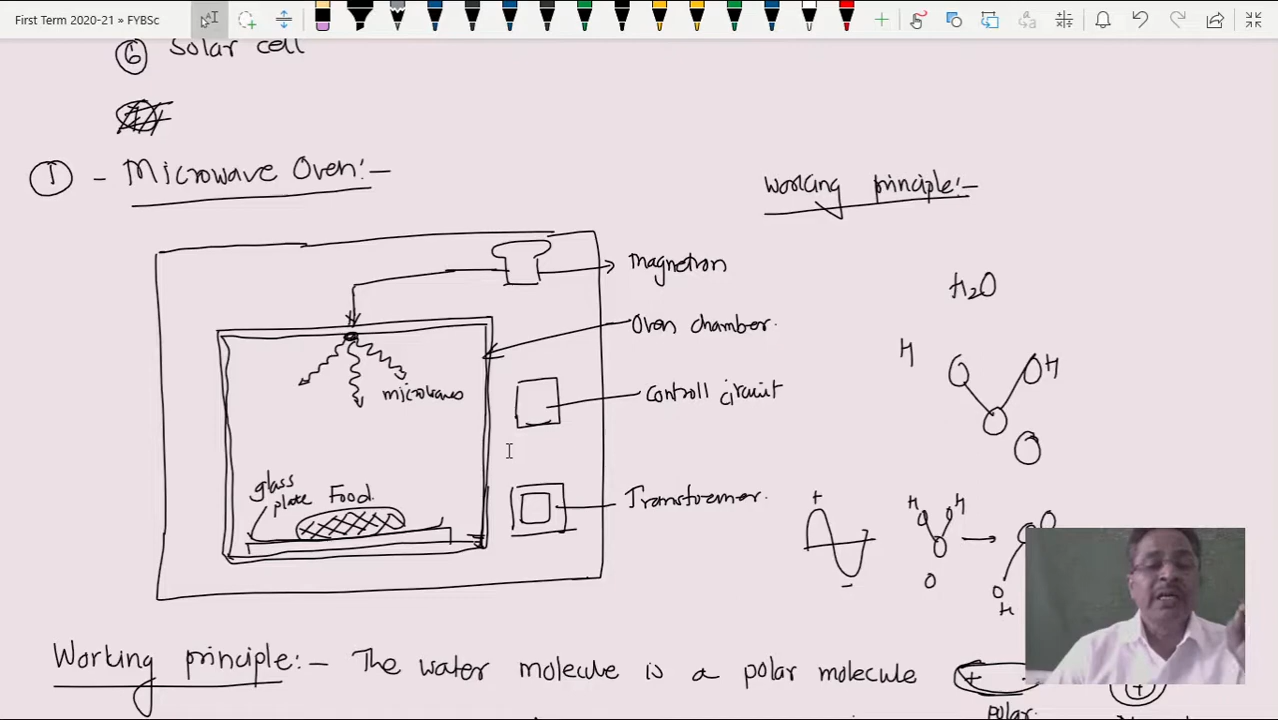 First Term 2020-21 » FYBSc
⑥ Solar cell
① - Microwave Oven:-
Working principle:-
Magnetron
H₂O
Oven chamber.
H
H
O
microwaves
Controll circuit
glass
plate
Food.
Transformer.
+
-
H H
O
H
Working principle:- The water molecule is a polar molecule
+
+
polar.